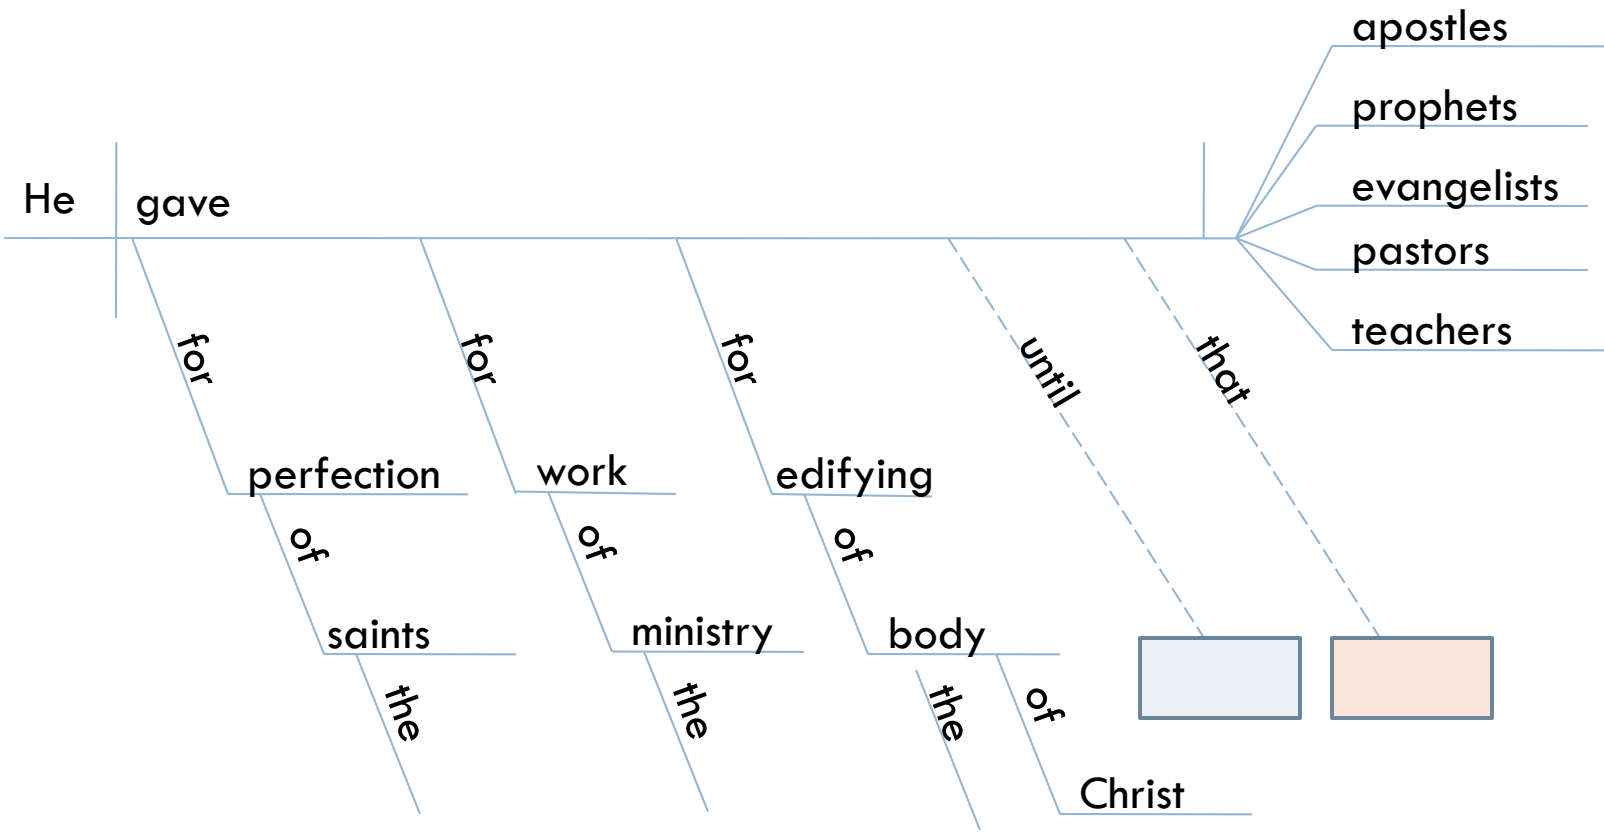 apostles
prophets
He gave evangelists
pastors
teachers
for for for until that
perfection work edifying
of of of
saints ministry body
the the the of
Christ